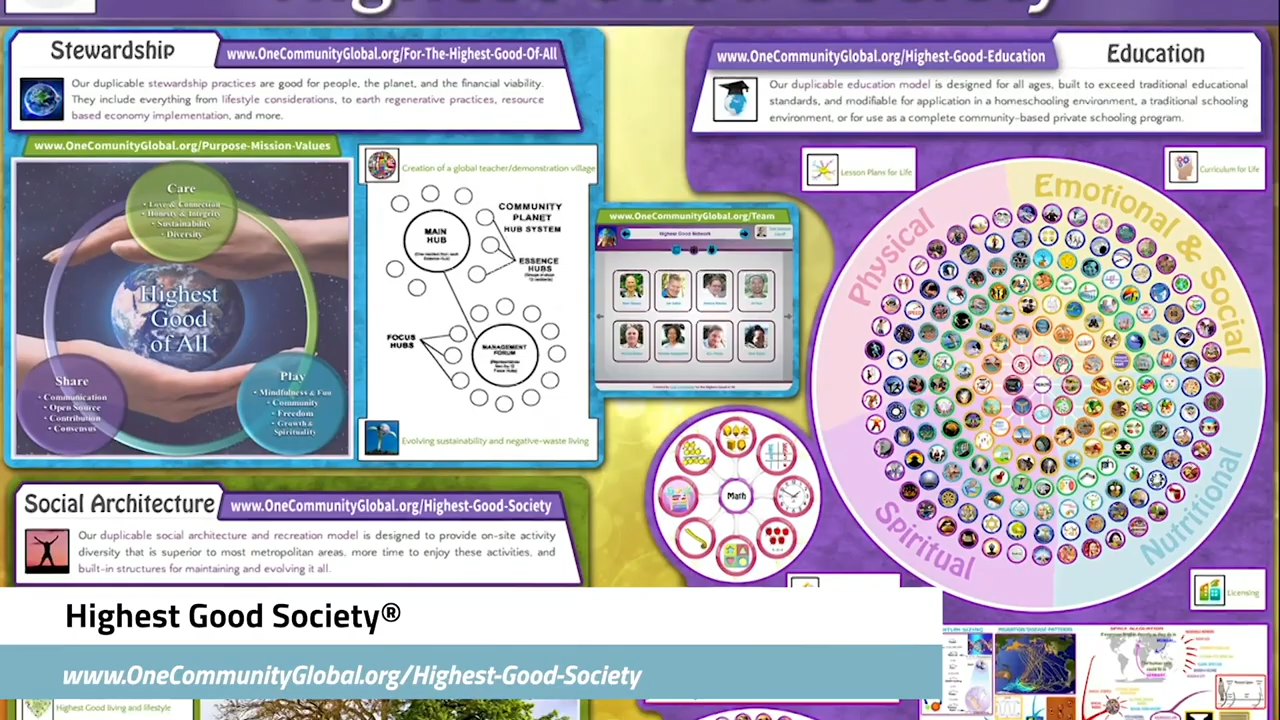 Highest Good Society
Stewardship
www.OneCommunityGlobal.org/For-The-Highest-Good-Of-All
Our duplicable stewardship practices are good for people, the planet, and the financial viability.
They include everything from lifestyle considerations, to earth regenerative practices, resource
based economy implementation, and more.
www.OneComunityGlobal.org/Purpose-Mission-Values
Care
• Love & Connection
• Honesty & Integrity
• Sustainability
• Diversity
Highest
Good
of All
Share
• Communication
• Open Source
• Contribution
• Consensus
Play
• Mindfulness & Fun
• Community
• Freedom
• Growth &
Spirituality
Creation of a global teacher/demonstration village
COMMUNITY
PLANET
HUB SYSTEM
MAIN
HUB
ESSENCE
HUBS
FOCUS
HUBS
MANAGEMENT
FORUM
Evolving sustainability and negative-waste living
www.OneCommunityGlobal.org/Team
Highest Good Network
www.OneCommunityGlobal.org/Highest-Good-Education
Education
Our duplicable education model is designed for all ages, built to exceed traditional educational
standards, and modifiable for application in a homeschooling environment, a traditional schooling
environment, or for use as a complete community-based private schooling program.
Lesson Plans for Life
Curriculum for Life
Physical
Emotional & Social
Spiritual
Nutritional
Math
Licensing
Social Architecture
www.OneCommunityGlobal.org/Highest-Good-Society
Our duplicable social architecture and recreation model is designed to provide on-site activity
diversity that is superior to most metropolitan areas, more time to enjoy these activities, and
built-in structures for maintaining and evolving it all.
Highest Good Society®
www.OneCommunityGlobal.org/Highest-Good-Society
Highest Good living and lifestyle